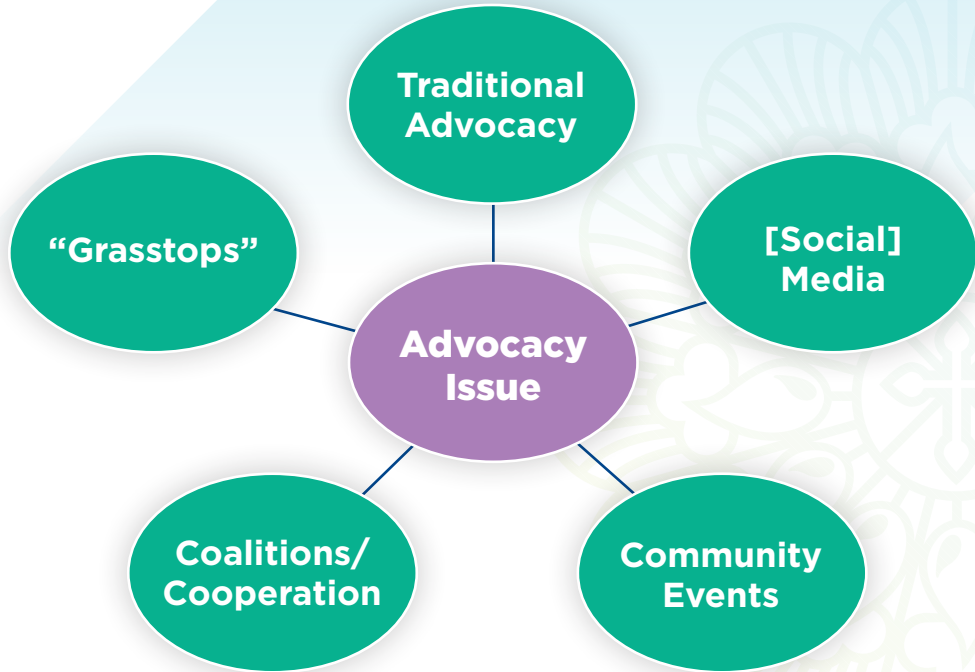 Traditional
Advocacy
“Grasstops”
[Social]
Media
Advocacy
Issue
Coalitions/
Cooperation
Community
Events